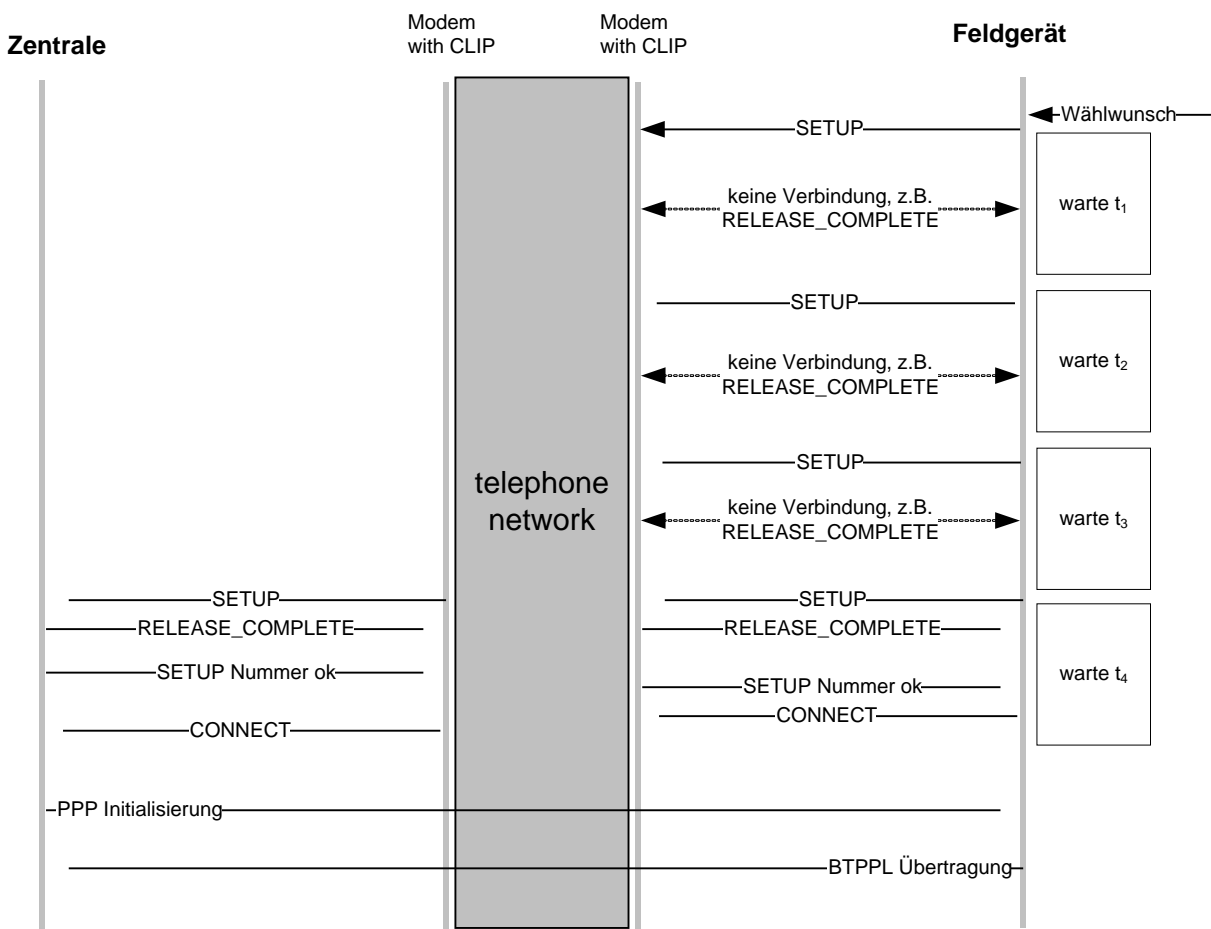 Zentrale
Modem
with CLIP
Modem
with CLIP
Feldgerät
Wählwunsch
SETUP
keine Verbindung, z.B.
RELEASE_COMPLETE
warte t₁
SETUP
keine Verbindung, z.B.
RELEASE_COMPLETE
warte t₂
SETUP
telephone
network
keine Verbindung, z.B.
RELEASE_COMPLETE
warte t₃
SETUP
SETUP
RELEASE_COMPLETE
RELEASE_COMPLETE
SETUP Nummer ok
SETUP Nummer ok
warte t₄
CONNECT
CONNECT
PPP Initialisierung
BTPPL Übertragung